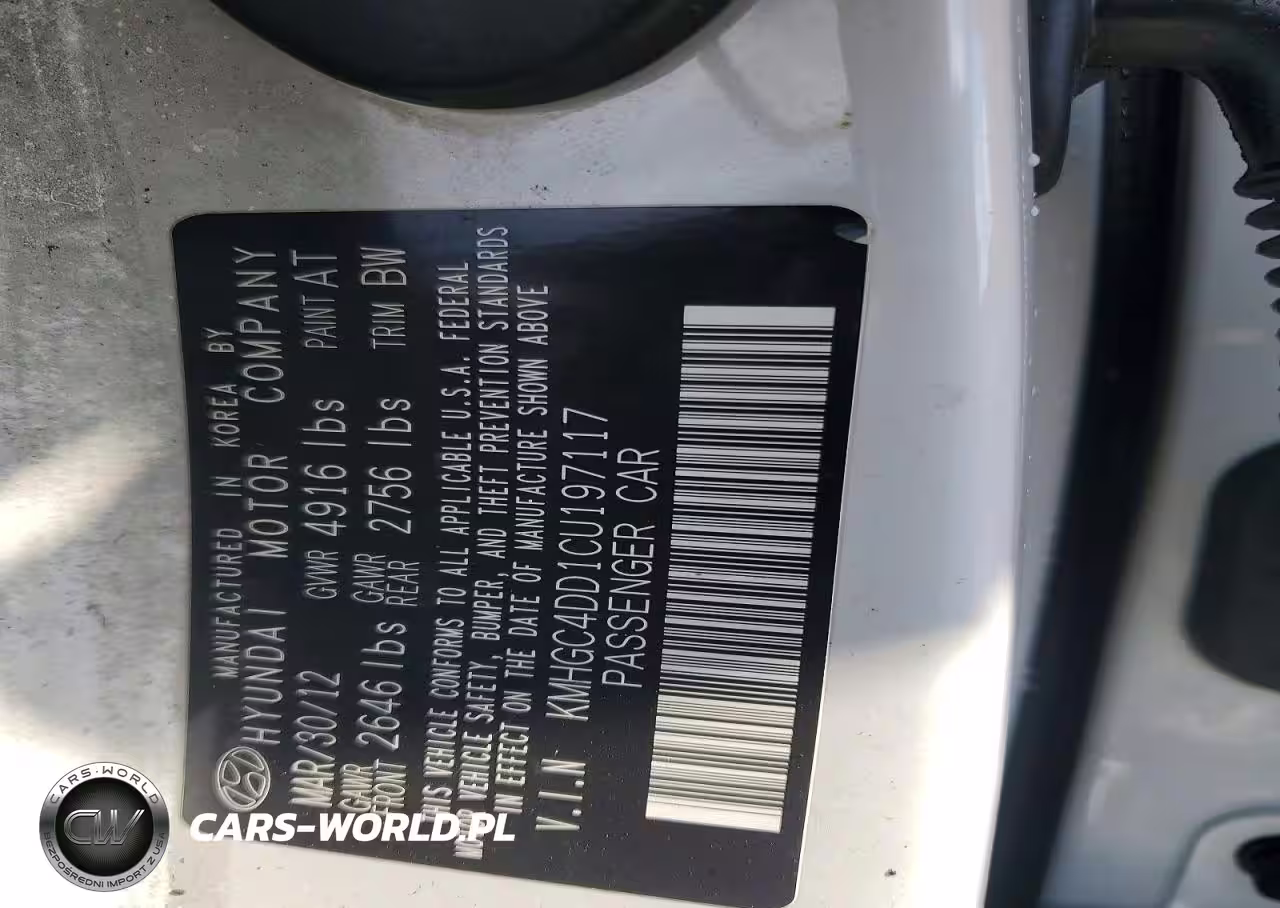 MANUFACTURED IN KOREA BY
HYUNDAI MOTOR COMPANY
MAR/30/12 GVWR 4916 lbs PAINT AT
GAWR FRONT 2646 lbs GAWR REAR 2756 lbs TRIM BW
THIS VEHICLE CONFORMS TO ALL APPLICABLE U.S.A. FEDERAL
MOTOR VEHICLE SAFETY, BUMPER, AND THEFT PREVENTION STANDARDS
IN EFFECT ON THE DATE OF MANUFACTURE SHOWN ABOVE
V.I.N KMHGC4DD1CU197117
PASSENGER CAR
CARS-WORLD
CW
BEZPOŚREDNI IMPORT Z USA
CARS-WORLD.PL